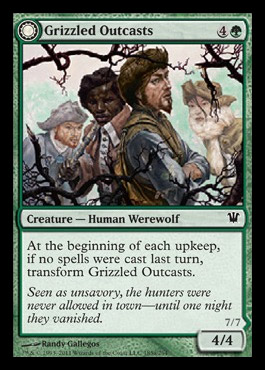 Grizzled Outcasts 4
Creature — Human Werewolf
At the beginning of each upkeep,
if no spells were cast last turn,
transform Grizzled Outcasts.
Seen as unsavory, the hunters were
never allowed in town—until one night
they vanished.
7/7
4/4
Randy Gallegos